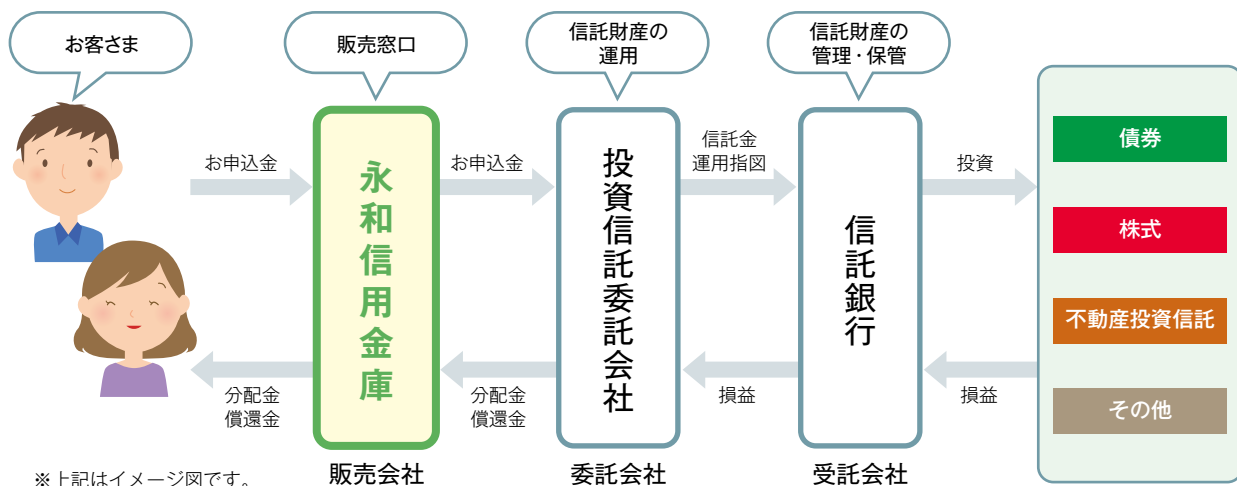 お客さま
販売窓口
信託財産の
運用
信託財産の
管理・保管
お申込金
永和信用金庫
お申込金
投資信託委託会社
信託金
運用指図
信託銀行
投資
債券
株式
不動産投資信託
その他
分配金
償還金
分配金
償還金
損益
損益
※上記はイメージ図です。
販売会社
委託会社
受託会社